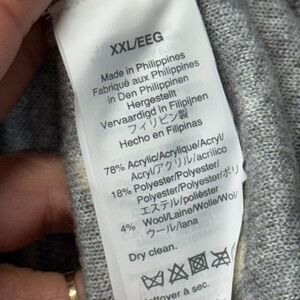 XXL/EEG
Made in Philippines
Fabriqué aux Philippines
in Den Philippinen
Hergestellt
Vervaardigd in Filipijnen
フィリピン製
Hecho en Filipinas
78% Acrylic/Acrylique/Acryl/
Acryl/アクリル/acrílico
18% Polyester/Polyester/
Polyester/Polyester/ポリ
エステル/poliéster
4% Wool/Laine/Wolle/Wol/
ウール/lana
Dry clean.
à sec.